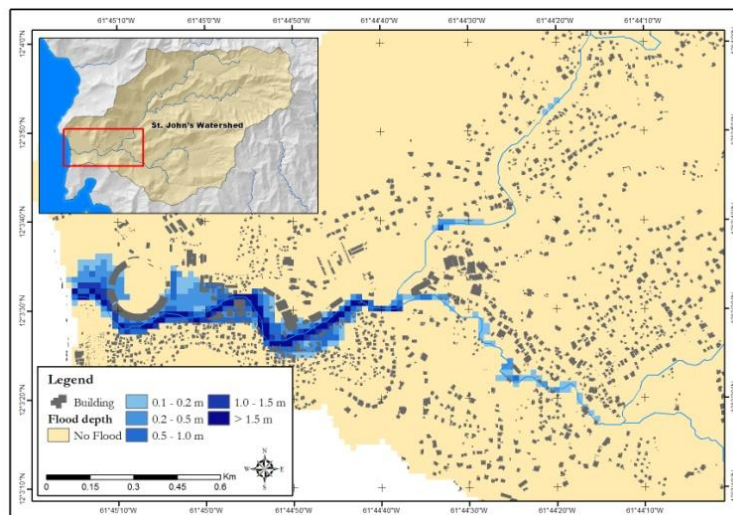 61°45'10"W 61°45'0"W 61°44'50"W 61°44'40"W 61°44'30"W 61°44'20"W 61°44'10"W
12°4'0"N
12°3'50"N
12°3'40"N
12°3'30"N
12°3'20"N
12°3'10"N
St. John's Watershed
Legend
Building
Flood depth
No Flood
0.1 - 0.2 m
0.2 - 0.5 m
0.5 - 1.0 m
1.0 - 1.5 m
> 1.5 m
Km
0 0.15 0.3 0.45 0.6
N
W E
S
61°45'10"W 61°45'0"W 61°44'50"W 61°44'40"W 61°44'30"W 61°44'20"W 61°44'10"W